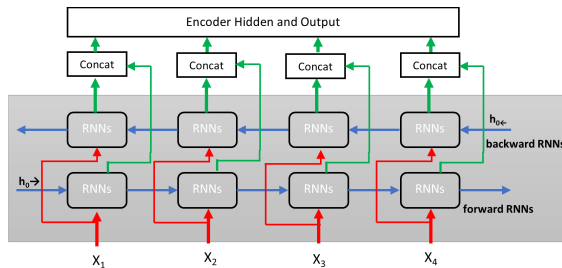 Encoder Hidden and Output
Concat Concat Concat Concat
h₀←
RNNs RNNs RNNs RNNs
backward RNNs
h₀→ RNNs RNNs RNNs RNNs
forward RNNs
X₁ X₂ X₃ X₄